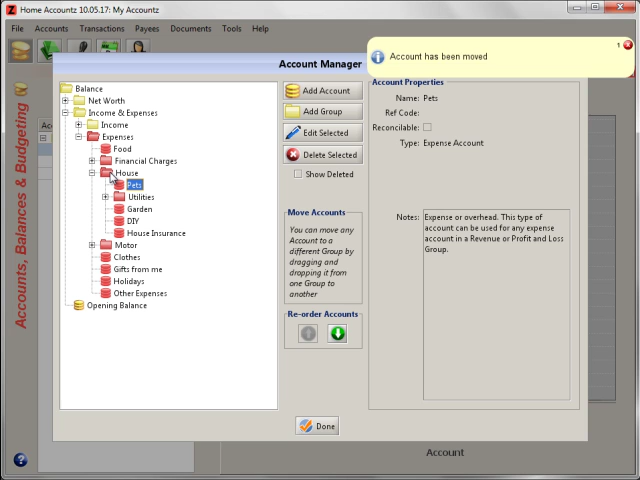 Home Accountz 10.05.17: My Accountz
File Accounts Transactions Payees Documents Tools Help
1
Account has been moved
Account Manager
Accounts, Balances & Budgeting
Balance
Net Worth
Income & Expenses
Income
Expenses
Food
Financial Charges
House
Pets
Utilities
Garden
DIY
House Insurance
Motor
Clothes
Gifts from me
Holidays
Other Expenses
Opening Balance
Add Account
Add Group
Edit Selected
Delete Selected
Show Deleted
Move Accounts
You can move any
Account to a
different Group by
dragging and
dropping it from
one Group to
another
Re-order Accounts
Account Properties
Name: Pets
Ref Code:
Reconcilable:
Type: Expense Account
Notes: Expense or overhead. This type of
account can be used for any expense
account in a Revenue or Profit and Loss
Group.
Done
Account